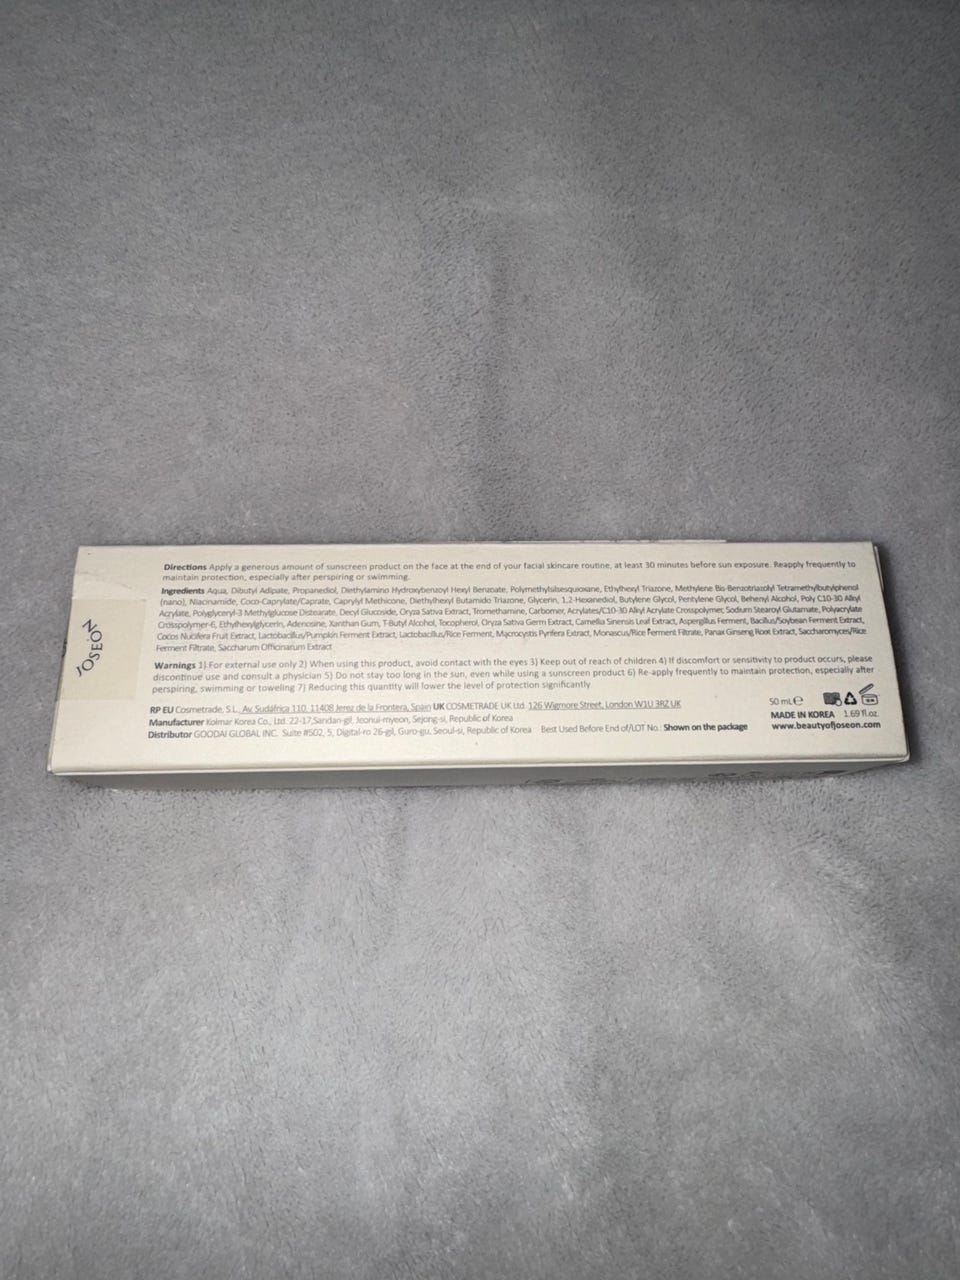 JOSEON
Directions Apply a generous amount of sunscreen product on the face at the end of your facial skincare routine, at least 30 minutes before sun exposure. Reapply frequently to
maintain protection, especially after perspiring or swimming.
Ingredients Aqua, Dibutyl Adipate, Propanediol, Diethylamino Hydroxybenzoyl Hexyl Benzoate, Polymethylsilsesquioxane, Ethylhexyl Triazone, Methylene Bis-Benzotriazolyl Tetramethylbutylphenol
(nano), Niacinamide, Coco-Caprylate/Caprate, Caprylyl Methicone, Diethylhexyl Butamido Triazone, Glycerin, 1,2-Hexanediol, Butylene Glycol, Pentylene Glycol, Behenyl Alcohol, Poly C10-30 Alkyl
Acrylate, Polyglyceryl-3 Methylglucose Distearate, Decyl Glucoside, Oryza Sativa Extract, Tromethamine, Carbomer, Acrylates/C10-30 Alkyl Acrylate Crosspolymer, Sodium Stearoyl Glutamate, Polyacrylate
Crosspolymer-6, Ethylhexylglycerin, Adenosine, Xanthan Gum, T-Butyl Alcohol, Tocopherol, Oryza Sativa Germ Extract, Camellia Sinensis Leaf Extract, Aspergillus Ferment, Bacillus/Soybean Ferment Extract,
Cocos Nucifera Fruit Extract, Lactobacillus/Pumpkin Ferment Extract, Lactobacillus/Rice Ferment, Macrocystis Pyrifera Extract, Monascus/Rice Ferment Filtrate, Panax Ginseng Root Extract, Saccharomyces/Rice
Ferment Filtrate, Saccharum Officinarum Extract
Warnings 1) For external use only 2) When using this product, avoid contact with the eyes 3) Keep out of reach of children 4) If discomfort or sensitivity to product occurs, please
discontinue use and consult a physician 5) Do not stay too long in the sun, even while using a sunscreen product 6) Re-apply frequently to maintain protection, especially after
perspiring, swimming or toweling 7) Reducing this quantity will lower the level of protection significantly
RP EU Cosmetrade, S.L., Av. Sudáfrica 110, 11408 Jerez de la Frontera, Spain UK COSMETRADE UK Ltd. 126 Wigmore Street, London W1U 3RZ UK
Manufacturer Kolmar Korea Co., Ltd. 22-17,Sandan-gil, Jeonui-myeon, Sejong-si, Republic of Korea
Distributor GOODAI GLOBAL INC. Suite #502, 5, Digital-ro 26-gil, Guro-gu, Seoul-si, Republic of Korea Best Used Before End of/LOT No.: Shown on the package
50 mL e
MADE IN KOREA 1.69 fl.oz.
www.beautyofjoseon.com